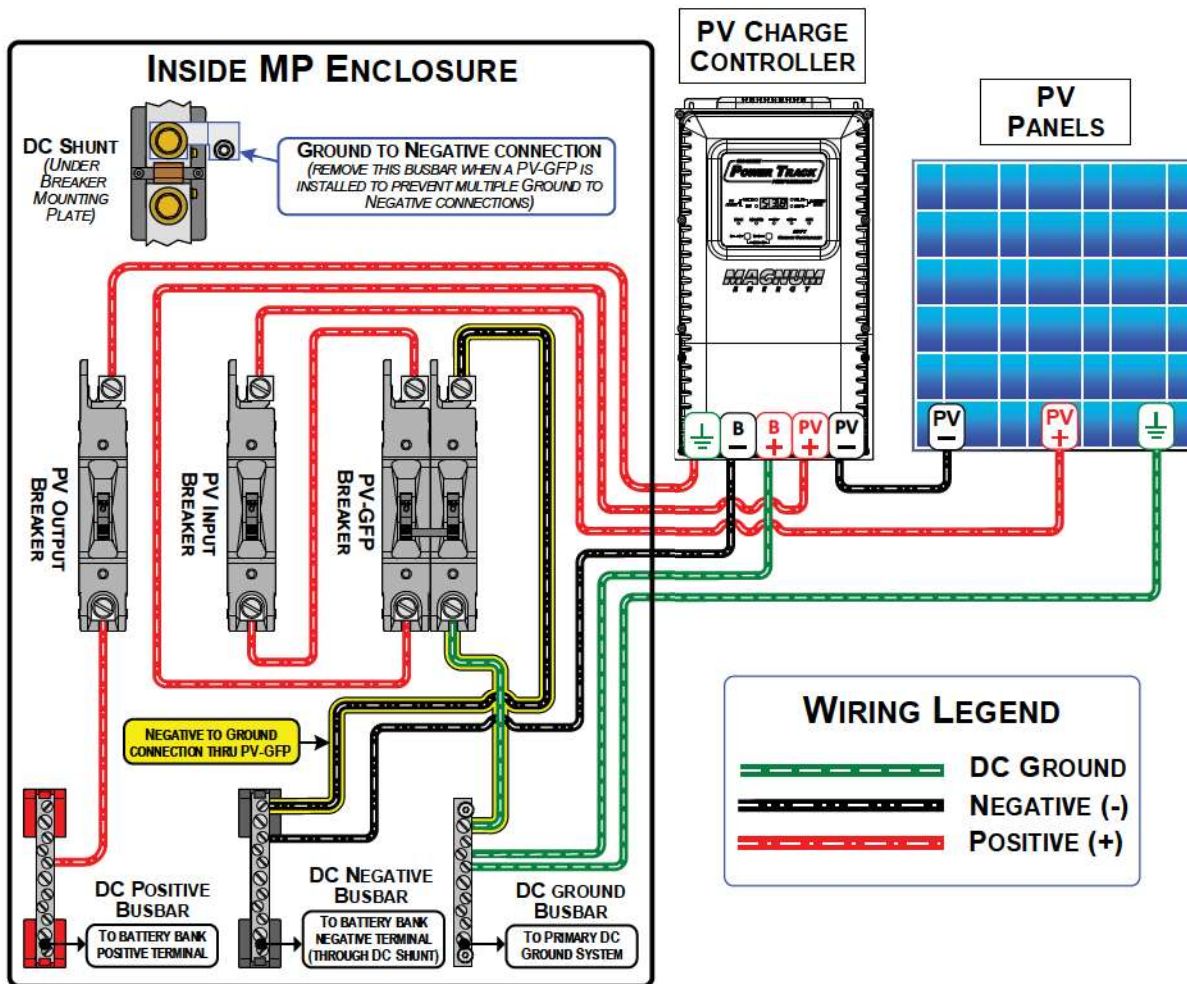 INSIDE MP ENCLOSURE
DC SHUNT
(UNDER
BREAKER
MOUNTING
PLATE)
GROUND TO NEGATIVE CONNECTION
(REMOVE THIS BUSBAR WHEN A PV-GFP IS
INSTALLED TO PREVENT MULTIPLE GROUND TO
NEGATIVE CONNECTIONS)
PV CHARGE
CONTROLLER
PV
PANELS
POWER TRACK
MAGNUM
ENERGY
B
–
B
+
PV
+
PV
–
PV
–
PV
+
PV OUTPUT
BREAKER
PV INPUT
BREAKER
PV-GFP
BREAKER
NEGATIVE TO GROUND
CONNECTION THRU PV-GFP
DC POSITIVE
BUSBAR
TO BATTERY BANK
POSITIVE TERMINAL
DC NEGATIVE
BUSBAR
TO BATTERY BANK
NEGATIVE TERMINAL
(THROUGH DC SHUNT)
DC GROUND
BUSBAR
TO PRIMARY DC
GROUND SYSTEM
WIRING LEGEND
DC GROUND
NEGATIVE (-)
POSITIVE (+)